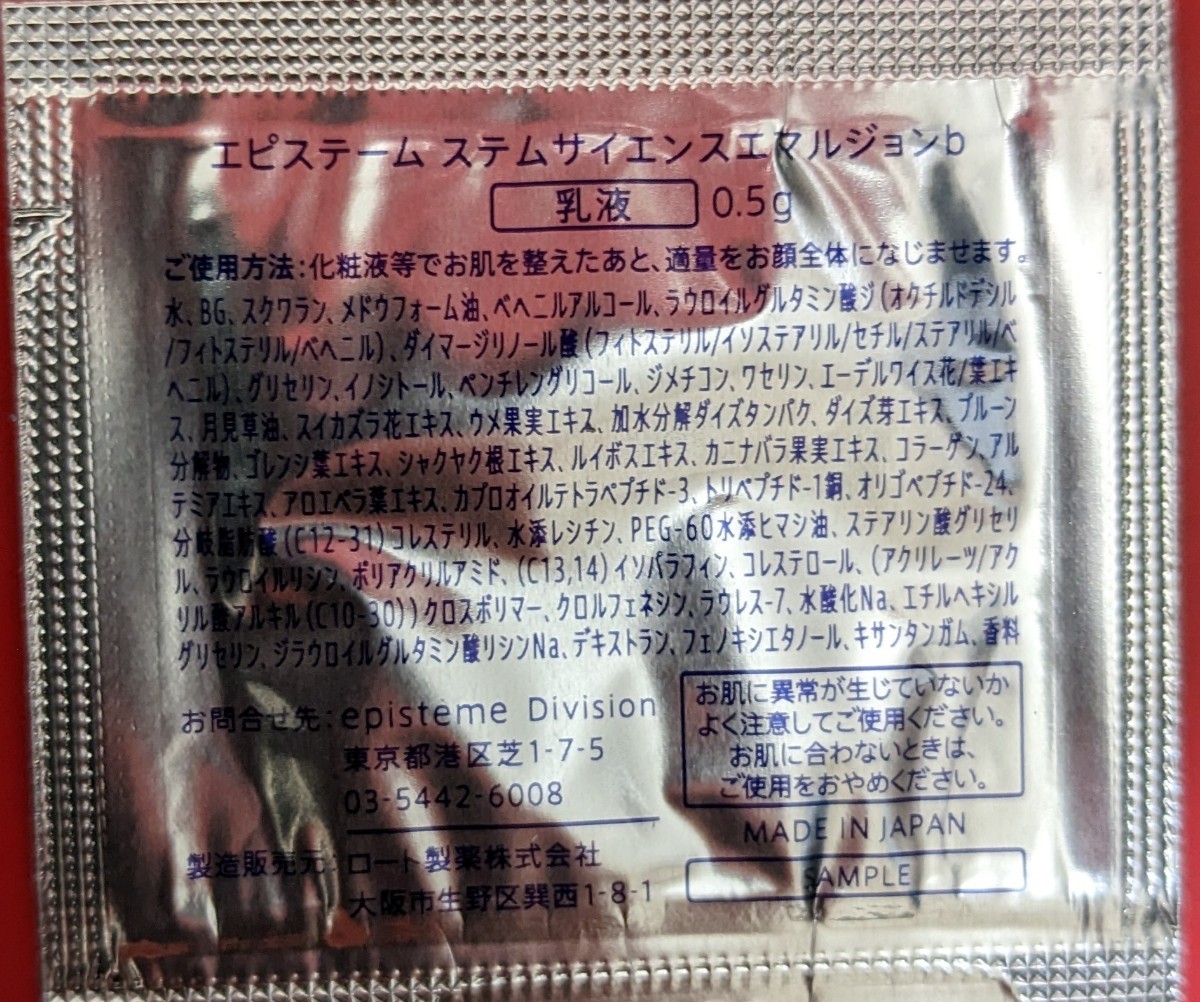 エピステーム ステムサイエンスエマルジョンb
乳液 0.5g
ご使用方法:化粧液等でお肌を整えたあと、適量をお顔全体になじませます。
水、BG、スクワラン、メドウフォーム油、ベヘニルアルコール、ラウロイルグルタミン酸ジ(オクチルドデシル
/フィトステリル/ベヘニル)、ダイマージリノール酸(フィトステリル/イソステアリル/セチル/ステアリル/ベ
ヘニル)、グリセリン、イノシトール、ペンチレングリコール、ジメチコン、ワセリン、エーデルワイス花/葉エキ
ス、月見草油、スイカズラ花エキス、ウメ果実エキス、加水分解ダイズタンパク、ダイズ芽エキス、プルーン
分解物、ゴレンシ葉エキス、シャクヤク根エキス、ルイボスエキス、カニナバラ果実エキス、コラーゲン、アル
テミアエキス、アロエベラ葉エキス、カプロオイルテトラペプチド-3、トリペプチド-1銅、オリゴペプチド-24、
分岐脂肪酸(C12-31)コレステリル、水添レシチン、PEG-60水添ヒマシ油、ステアリン酸グリセリ
ル、ラウロイルリシン、ポリアクリルアミド、(C13,14)イソパラフィン、コレステロール、(アクリレーツ/アク
リル酸アルキル(C10-30))クロスポリマー、クロルフェネシン、ラウレス-7、水酸化Na、エチルヘキシル
グリセリン、ジラウロイルグルタミン酸リシンNa、デキストラン、フェノキシエタノール、キサンタンガム、香料
お問合せ先:episteme Division
東京都港区芝1-7-5
03-5442-6008
製造販売元:ロート製薬株式会社
大阪市生野区巽西1-8-1
お肌に異常が生じていないか
よく注意してご使用ください。
お肌に合わないときは、
ご使用をおやめください。
MADE IN JAPAN
SAMPLE